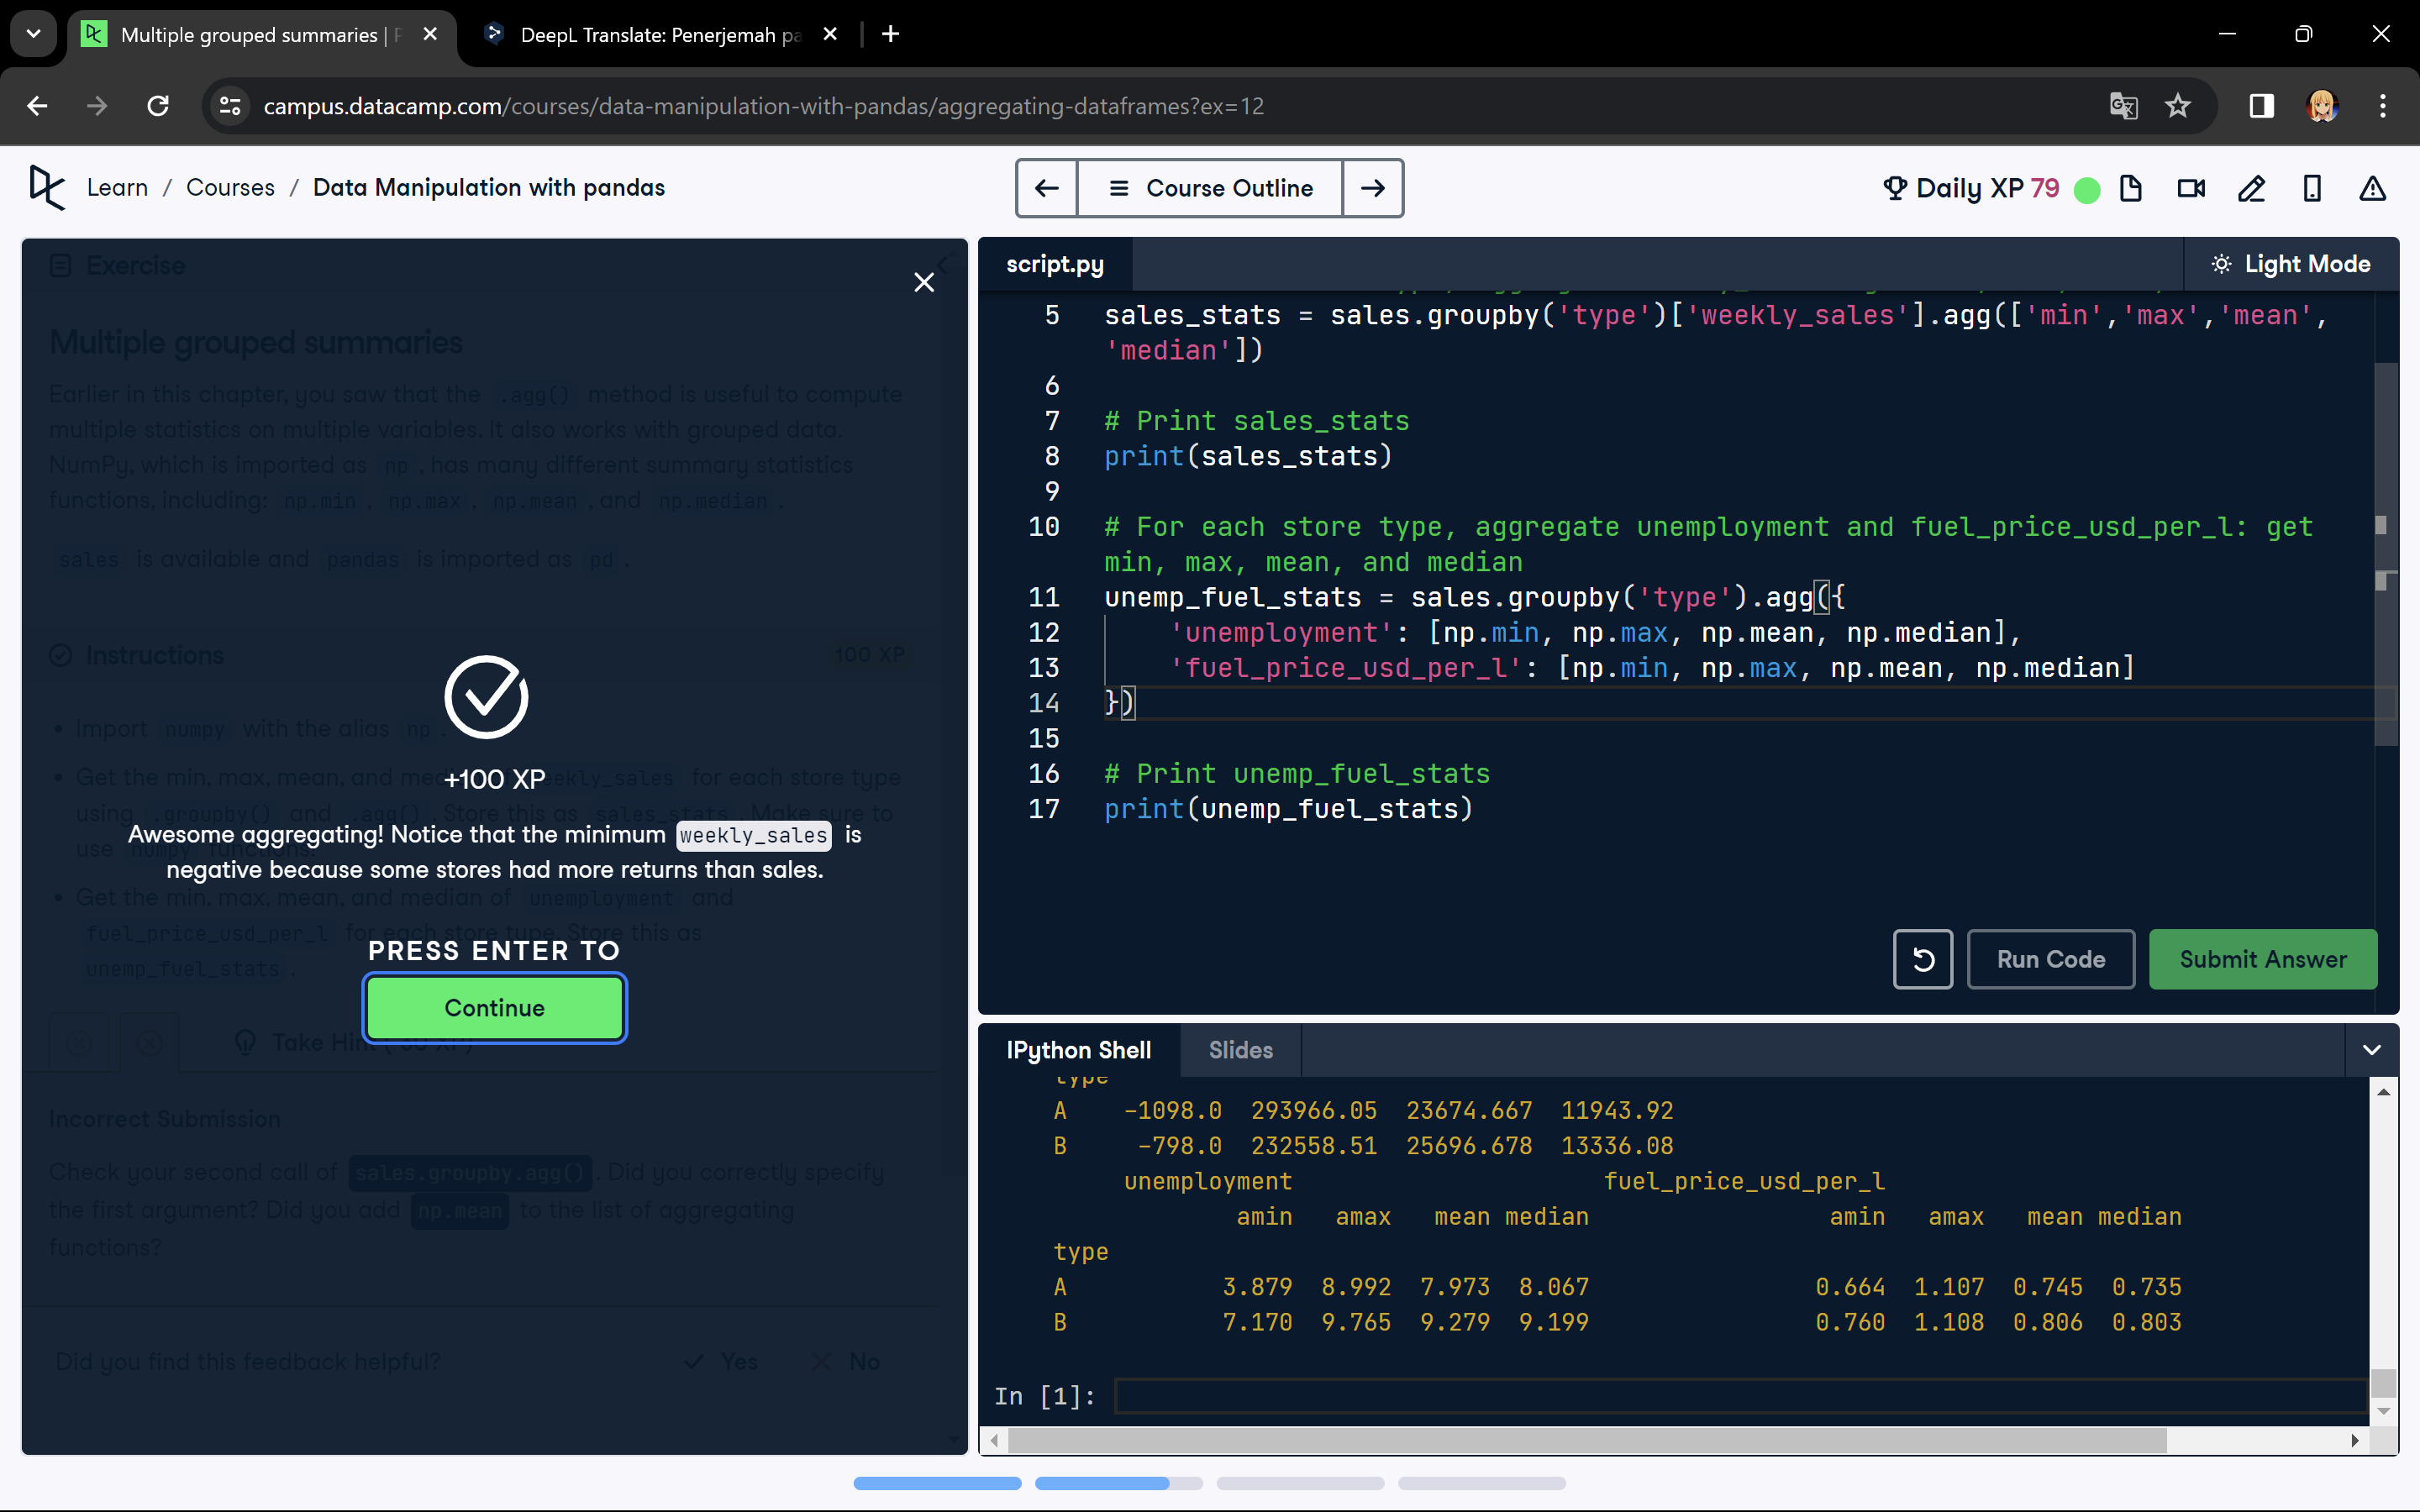 Multiple grouped summaries | P
DeepL Translate: Penerjemah pa
campus.datacamp.com/courses/data-manipulation-with-pandas/aggregating-dataframes?ex=12
Learn / Courses / Data Manipulation with pandas
Course Outline
Daily XP 79
Exercise
Multiple grouped summaries
Earlier in this chapter, you saw that the .agg() method is useful to compute
multiple statistics on multiple variables. It also works with grouped data.
NumPy, which is imported as np, has many different summary statistics
functions, including: np.min, np.max, np.mean, and np.median.
sales is available and pandas is imported as pd.
Instructions
100 XP
Import numpy with the alias np.
Get the min, max, mean, and weekly_sales for each store type
using .groupby() and .agg(). Store this as sales_stats. Make sure to
use numpy functions.
Get the min, max, mean, and median of unemployment and
fuel_price_usd_per_l for each store type. Store this as
unemp_fuel_stats.
+100 XP
Awesome aggregating! Notice that the minimum weekly_sales is
negative because some stores had more returns than sales.
PRESS ENTER TO
Continue
Take Hint
Incorrect Submission
Check your second call of sales.groupby.agg(). Did you correctly specify
the first argument? Did you add np.mean to the list of aggregating
functions?
Did you find this feedback helpful?
Yes
No
script.py
Light Mode
5 sales_stats = sales.groupby('type')['weekly_sales'].agg(['min','max','mean',
'median'])
6
7 # Print sales_stats
8 print(sales_stats)
9
10 # For each store type, aggregate unemployment and fuel_price_usd_per_l: get
min, max, mean, and median
11 unemp_fuel_stats = sales.groupby('type').agg({
12 'unemployment': [np.min, np.max, np.mean, np.median],
13 'fuel_price_usd_per_l': [np.min, np.max, np.mean, np.median]
14 })
15
16 # Print unemp_fuel_stats
17 print(unemp_fuel_stats)
Run Code
Submit Answer
IPython Shell
Slides
type
A -1098.0 293966.05 23674.667 11943.92
B -798.0 232558.51 25696.678 13336.08
unemployment fuel_price_usd_per_l
amin amax mean median amin amax mean median
type
A 3.879 8.992 7.973 8.067 0.664 1.107 0.745 0.735
B 7.170 9.765 9.279 9.199 0.760 1.108 0.806 0.803
In [1]: